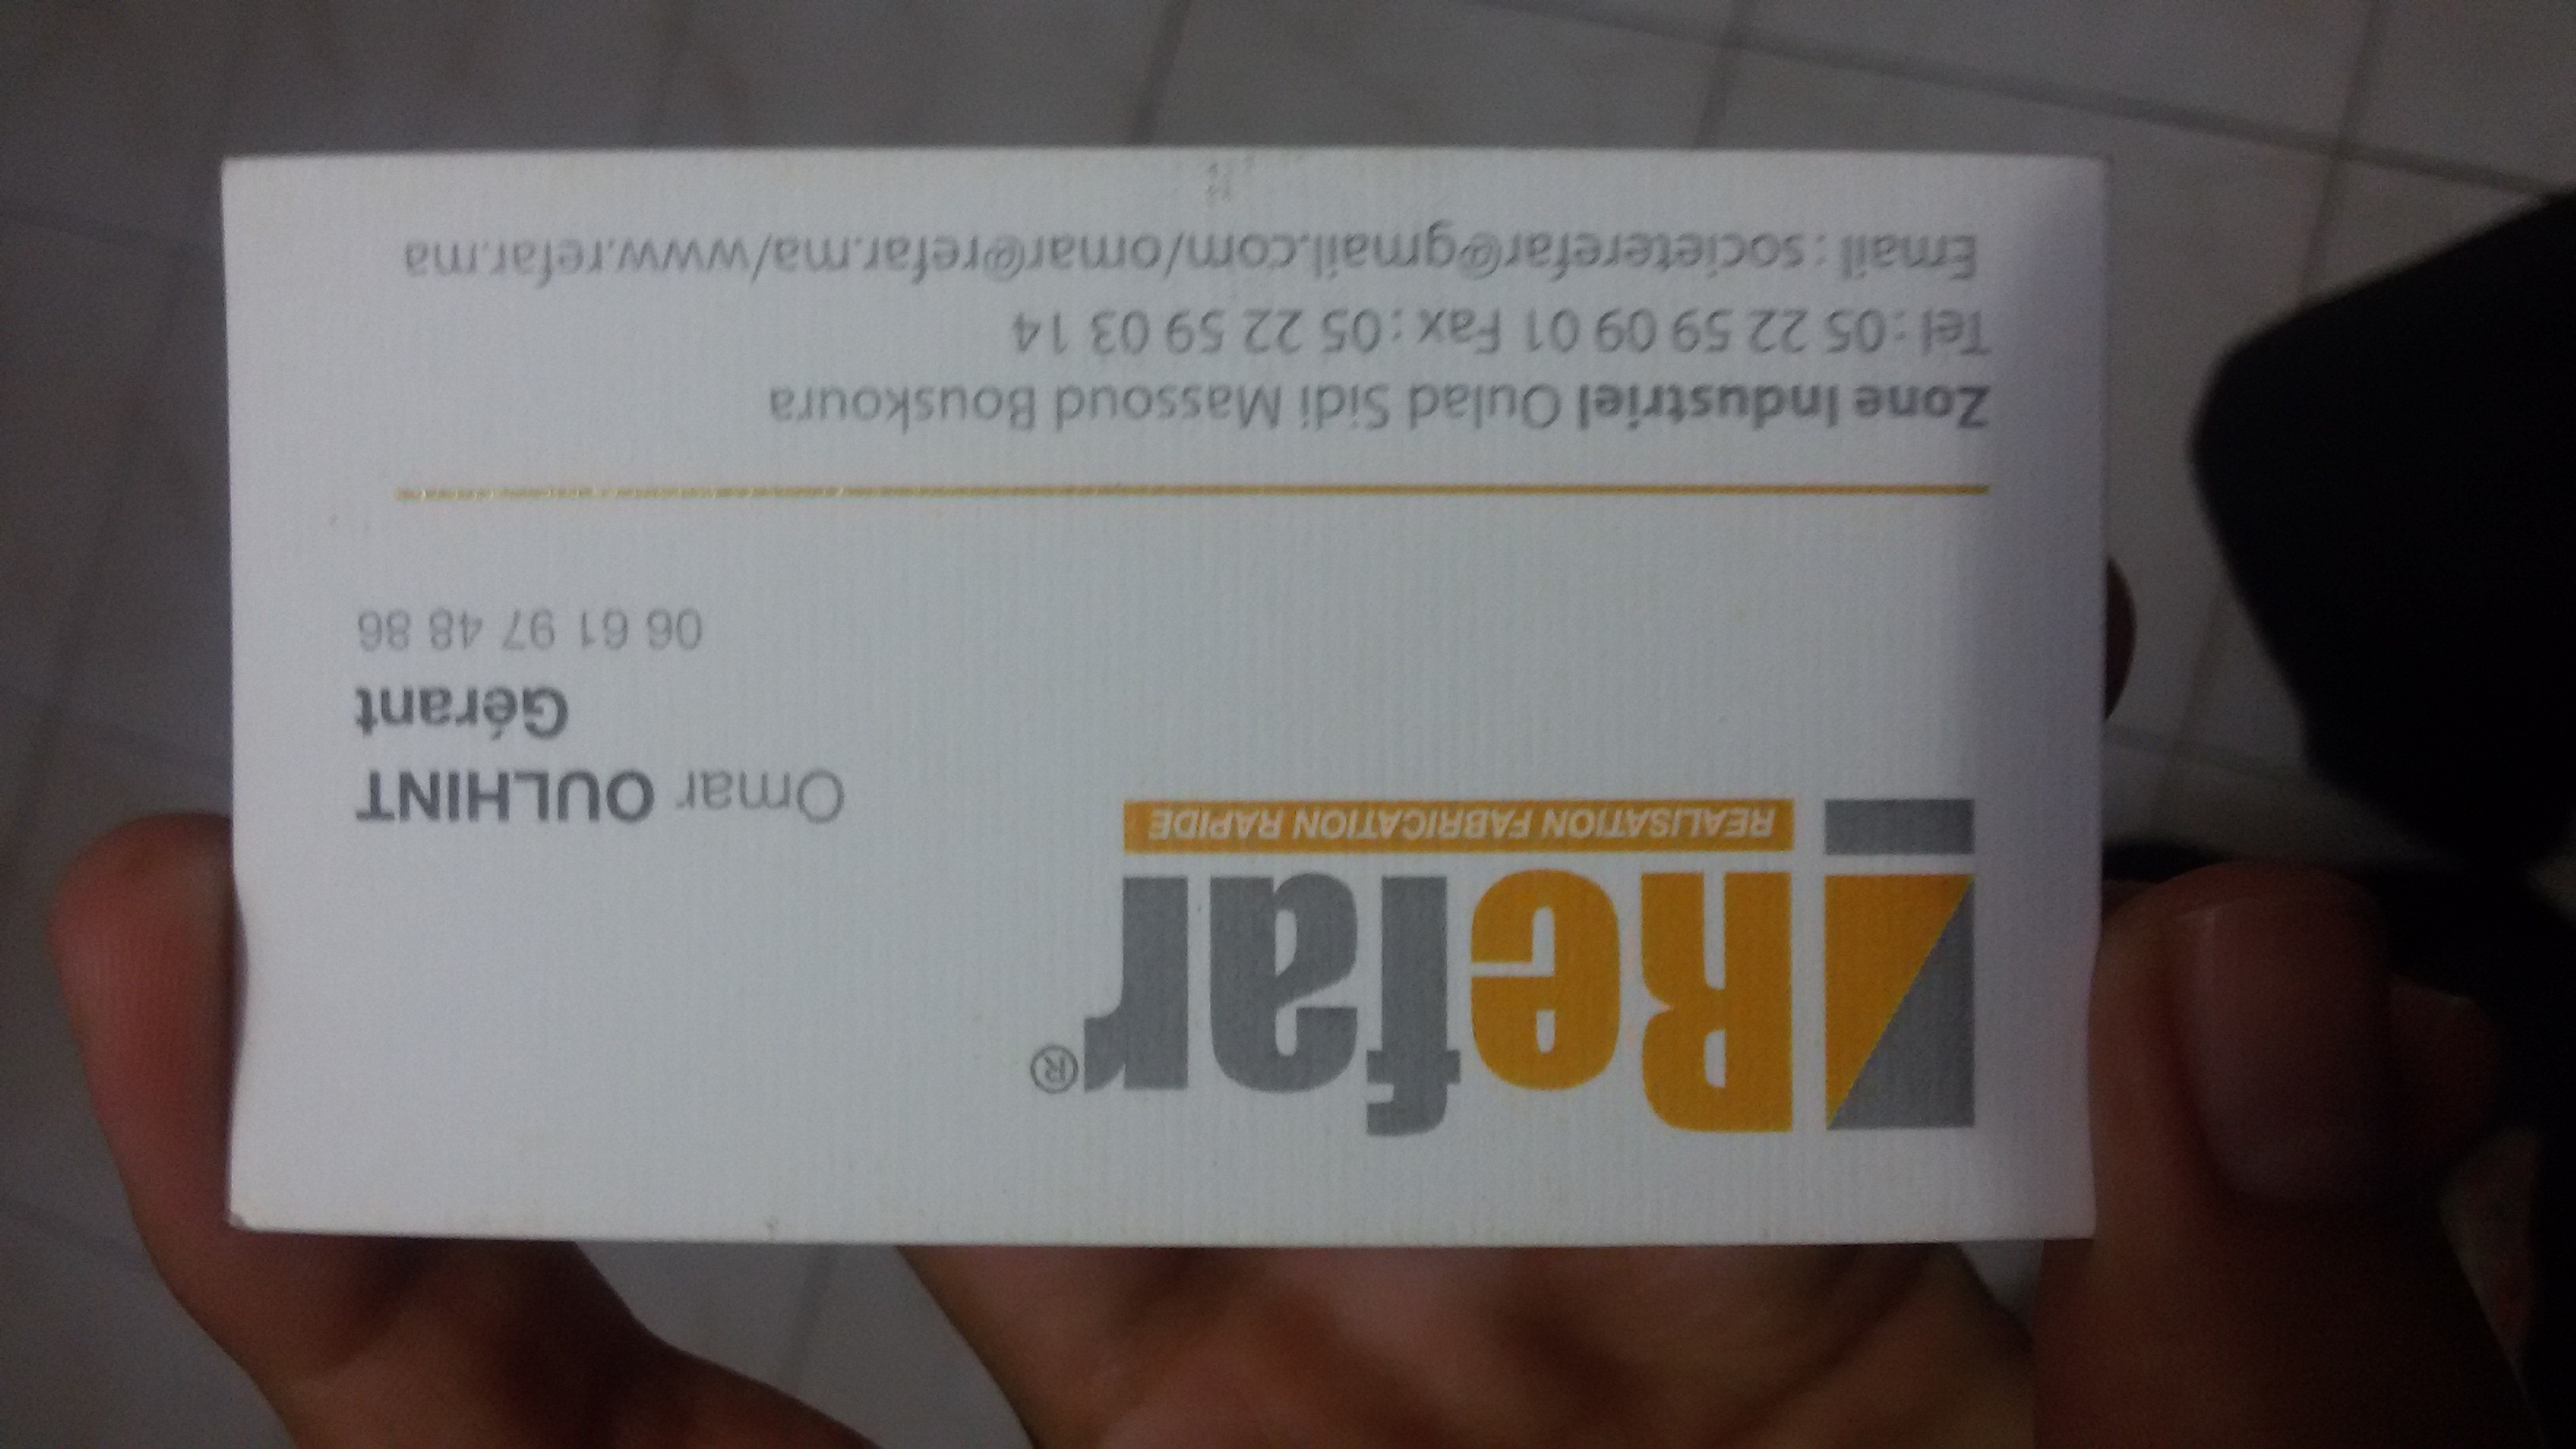 Refar®
REALISATION FABRICATION RAPIDE
Omar OULHINT
Gérant
06 61 97 48 86
Zone Industriel Oulad Sidi Massoud Bouskoura
Tel : 05 22 59 09 01 Fax : 05 22 59 03 14
Email : societerefar@gmail.com/omar@refar.ma/www.refar.ma